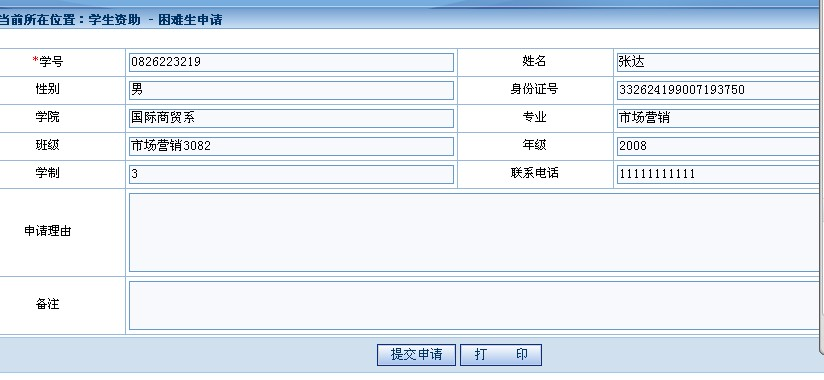 当前所在位置：学生资助 - 困难生申请
*学号 0826223219 姓名 张达
性别 男 身份证号 332624199007193750
学院 国际商贸系 专业 市场营销
班级 市场营销3082 年级 2008
学制 3 联系电话 11111111111
申请理由
备注
提交申请 打 印